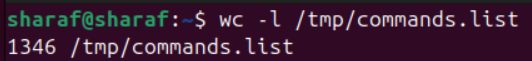 sharaf@sharaf:~$ wc -l /tmp/commands.list
1346 /tmp/commands.list